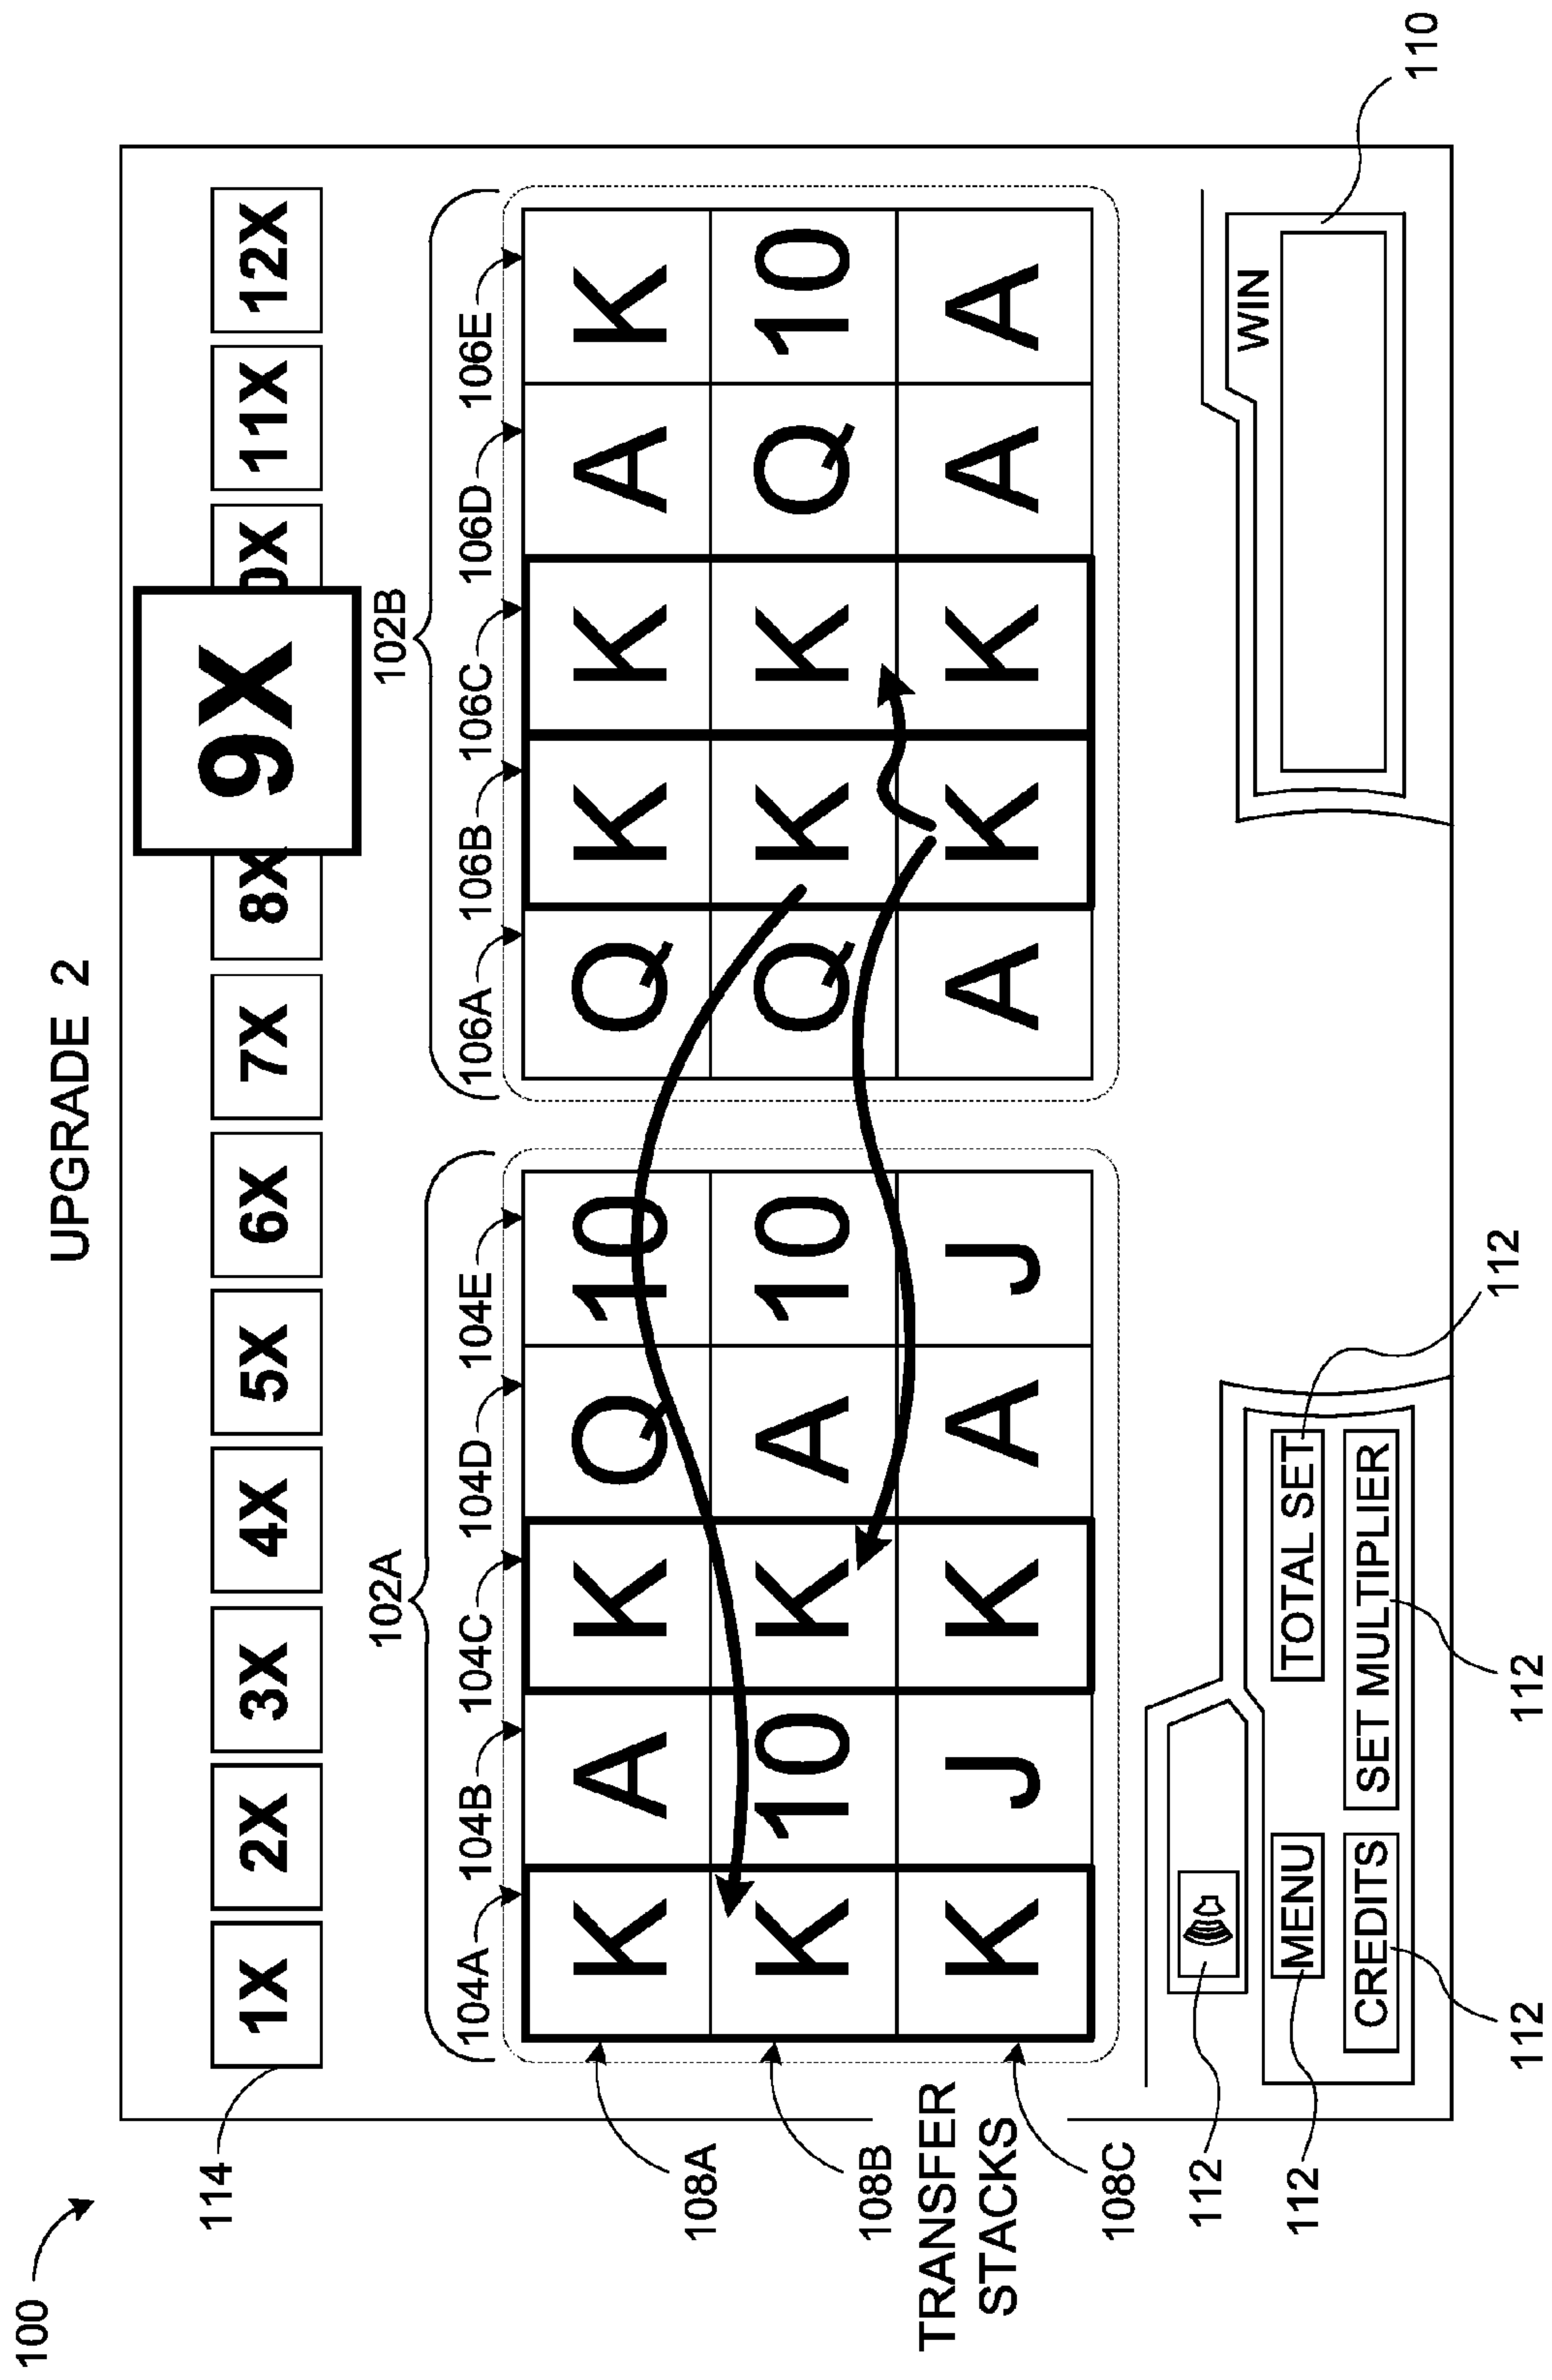 UPGRADE 2
100
114
1X 2X 3X 4X 5X 6X 7X 8X 9X 0X 11X 12X
102A 102B
104A 104B 104C 104D 104E 106A 106B 106C 106D 106E
108A
K A K Q 10 Q K K A K
108B
K 10 K A 10 Q K K Q 10
TRANSFER
STACKS
108C
K J K A J A K K A A
112
112
MENU TOTAL SET
112
CREDITS SET MULTIPLIER
112
112
WIN
110